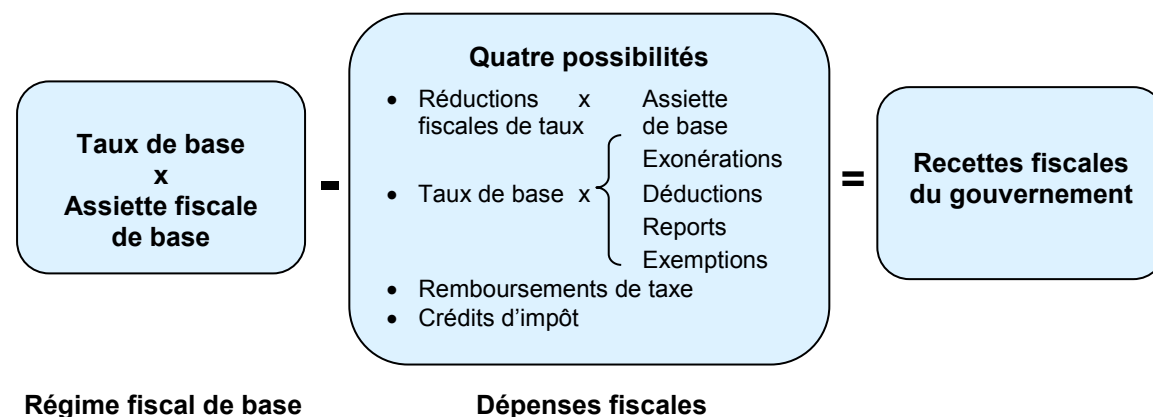 Taux de base
x
Assiette fiscale
de base
-
Quatre possibilités
• Réductions x Assiette
fiscales de taux de base
Exonérations
• Taux de base x Déductions
Reports
Exemptions
• Remboursements de taxe
• Crédits d'impôt
=
Recettes fiscales
du gouvernement
Régime fiscal de base
Dépenses fiscales